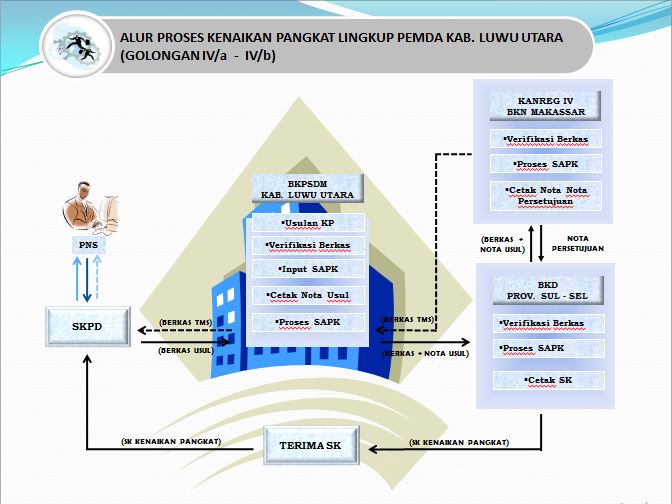 ALUR PROSES KENAIKAN PANGKAT LINGKUP PEMDA KAB. LUWU UTARA
(GOLONGAN IV/a - IV/b)
KANREG IV
BKN MAKASSAR
▪Verifikasi Berkas
▪Proses SAPK
▪Cetak Nota Nota
Persetujuan
BKPSDM
KAB. LUWU UTARA
▪Usulan KP
▪Verifikasi Berkas
▪Input SAPK
▪Cetak Nota Usul
▪Proses SAPK
PNS
SKPD
(BERKAS TMS)
(BERKAS USUL)
(BERKAS TMS)
(BERKAS + NOTA USUL)
(BERKAS +
NOTA USUL)
NOTA
PERSETUJUAN
BKD
PROV. SUL - SEL
▪Verifikasi Berkas
▪Proses SAPK
▪Cetak SK
(SK KENAIKAN PANGKAT)
TERIMA SK
(SK KENAIKAN PANGKAT)